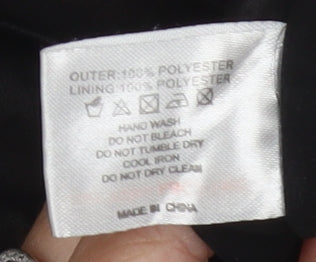 OUTER:100% POLYESTER
LINING:100% POLYESTER
HAND WASH
DO NOT BLEACH
DO NOT TUMBLE DRY
COOL IRON
DO NOT DRY CLEAN
MADE IN CHINA